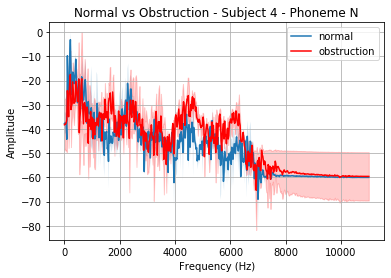 Normal vs Obstruction - Subject 4 - Phoneme N
normal
obstruction
Amplitude
0
−10
−20
−30
−40
−50
−60
−70
−80
0 2000 4000 6000 8000 10000
Frequency (Hz)